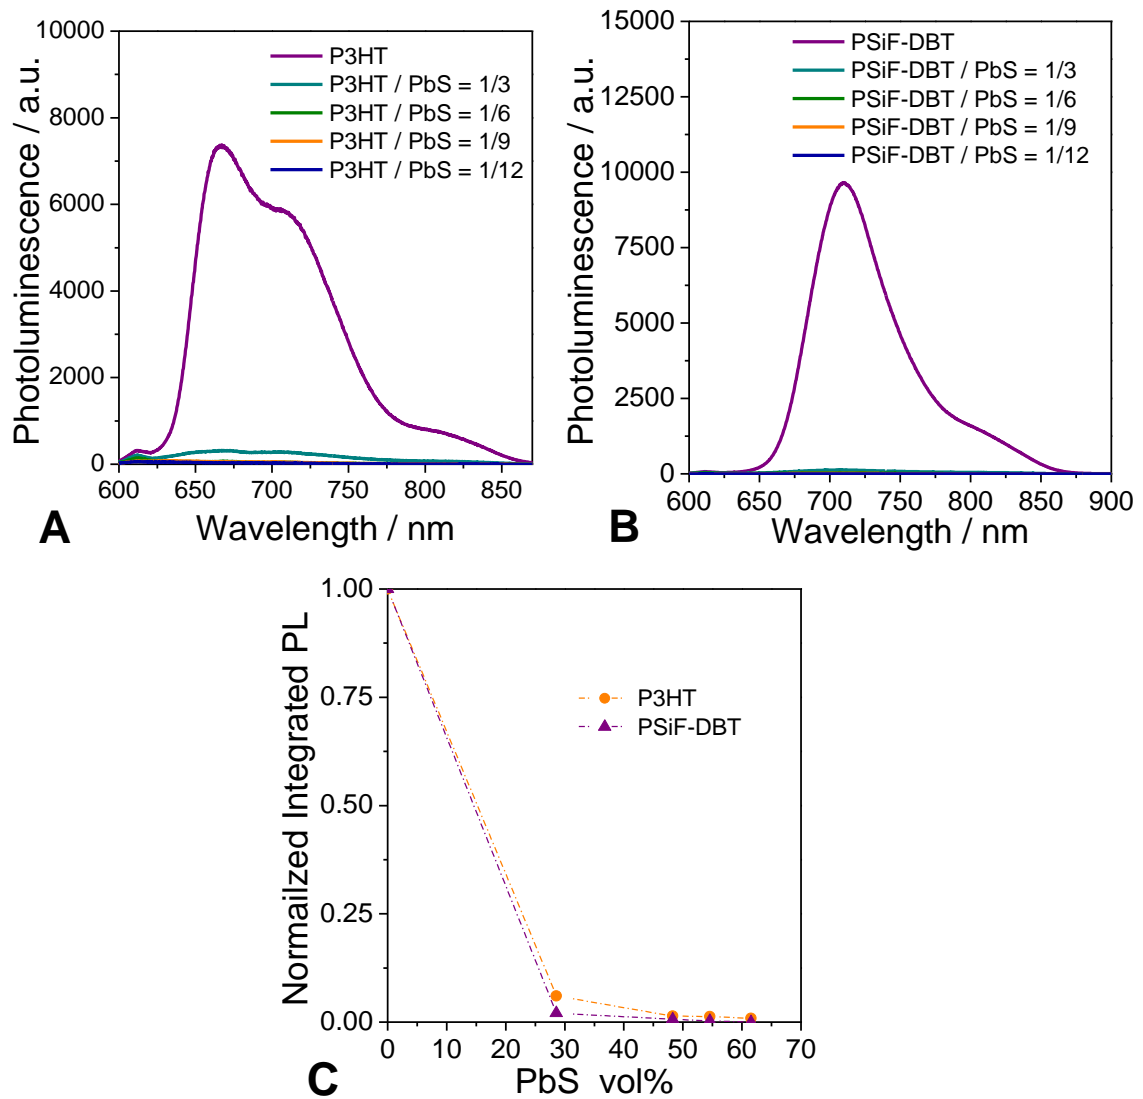 10000
8000
6000
4000
2000
0
Photoluminescence / a.u.
P3HT
P3HT / PbS = 1/3
P3HT / PbS = 1/6
P3HT / PbS = 1/9
P3HT / PbS = 1/12
600 650 700 750 800 850
Wavelength / nm
A
15000
12500
10000
7500
5000
2500
0
Photoluminescence / a.u.
PSiF-DBT
PSiF-DBT / PbS = 1/3
PSiF-DBT / PbS = 1/6
PSiF-DBT / PbS = 1/9
PSiF-DBT / PbS = 1/12
600 650 700 750 800 850 900
Wavelength / nm
B
1.00
0.75
0.50
0.25
0.00
Normailzed Integrated PL
P3HT
PSiF-DBT
0 10 20 30 40 50 60 70
PbS vol%
C